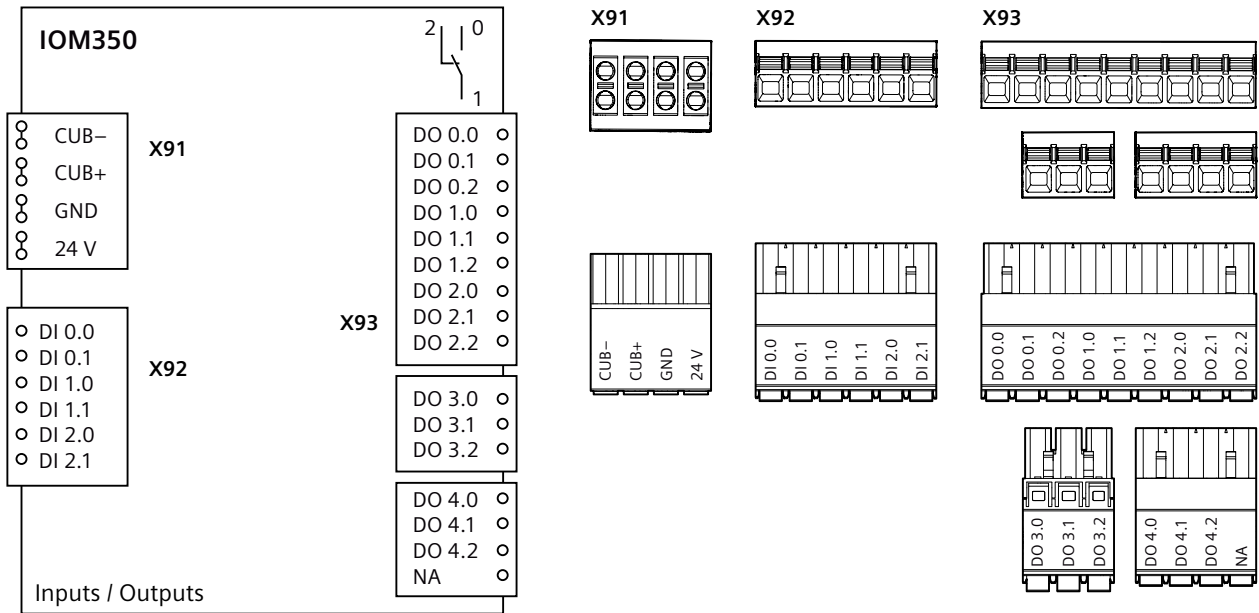 IOM350
2 0
1
CUB–
CUB+
GND
24 V
X91
DI 0.0
DI 0.1
DI 1.0
DI 1.1
DI 2.0
DI 2.1
X92
X93
DO 0.0
DO 0.1
DO 0.2
DO 1.0
DO 1.1
DO 1.2
DO 2.0
DO 2.1
DO 2.2
DO 3.0
DO 3.1
DO 3.2
DO 4.0
DO 4.1
DO 4.2
NA
Inputs / Outputs
X91
CUB–
CUB+
GND
24 V
X92
DI 0.0
DI 0.1
DI 1.0
DI 1.1
DI 2.0
DI 2.1
X93
DO 0.0
DO 0.1
DO 0.2
DO 1.0
DO 1.1
DO 1.2
DO 2.0
DO 2.1
DO 2.2
DO 3.0
DO 3.1
DO 3.2
DO 4.0
DO 4.1
DO 4.2
NA